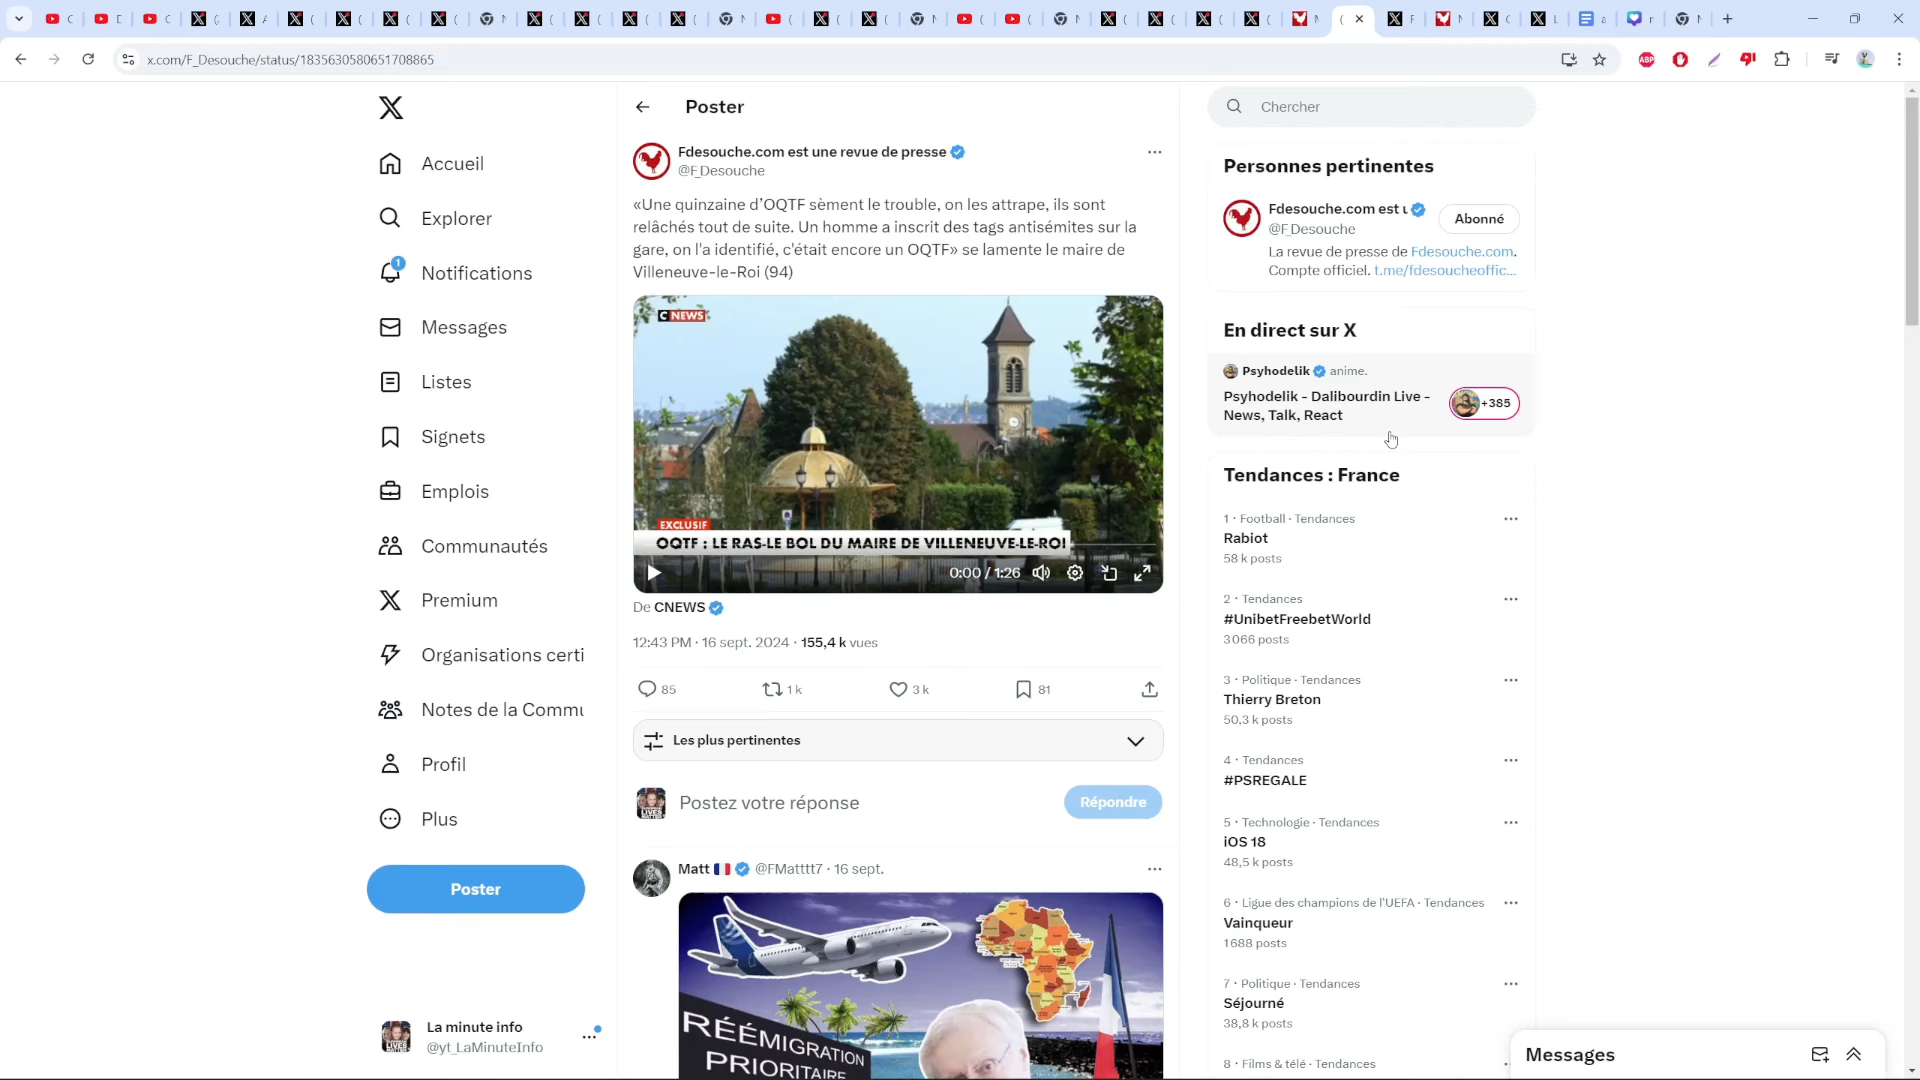 x.com/F_Desouche/status/1835630580651708865
Poster
Chercher
Accueil
Explorer
1
Notifications
Messages
Listes
Signets
Emplois
Communautés
Premium
Organisations certi
Notes de la Commu
Profil
Plus
Poster
La minute info
@yt_LaMinuteInfo
Fdesouche.com est une revue de presse
@F_Desouche
«Une quinzaine d’OQTF sèment le trouble, on les attrape, ils sont
relâchés tout de suite. Un homme a inscrit des tags antisémites sur la
gare, on l'a identifié, c'était encore un OQTF» se lamente le maire de
Villeneuve-le-Roi (94)
C NEWS
EXCLUSIF
OQTF : LE RAS-LE BOL DU MAIRE DE VILLENEUVE-LE-ROI
0:00 / 1:26
De CNEWS
12:43 PM · 16 sept. 2024 · 155,4 k vues
85 1 k 3 k 81
Les plus pertinentes
Postez votre réponse
Répondre
Matt @FMatttt7 · 16 sept.
RÉÉMIGRATION
PRIORITAIRE
Personnes pertinentes
Fdesouche.com est u
@F_Desouche
Abonné
La revue de presse de Fdesouche.com.
Compte officiel. t.me/fdesoucheoffic...
En direct sur X
Psyhodelik anime.
Psyhodelik - Dalibourdin Live -
News, Talk, React
+385
Tendances : France
1 · Football · Tendances
Rabiot
58 k posts
2 · Tendances
#UnibetFreebetWorld
3 066 posts
3 · Politique · Tendances
Thierry Breton
50,3 k posts
4 · Tendances
#PSREGALE
5 · Technologie · Tendances
iOS 18
48,5 k posts
6 · Ligue des champions de l'UEFA · Tendances
Vainqueur
1 688 posts
7 · Politique · Tendances
Séjourné
38,8 k posts
8 · Films & télé · Tendances
Messages